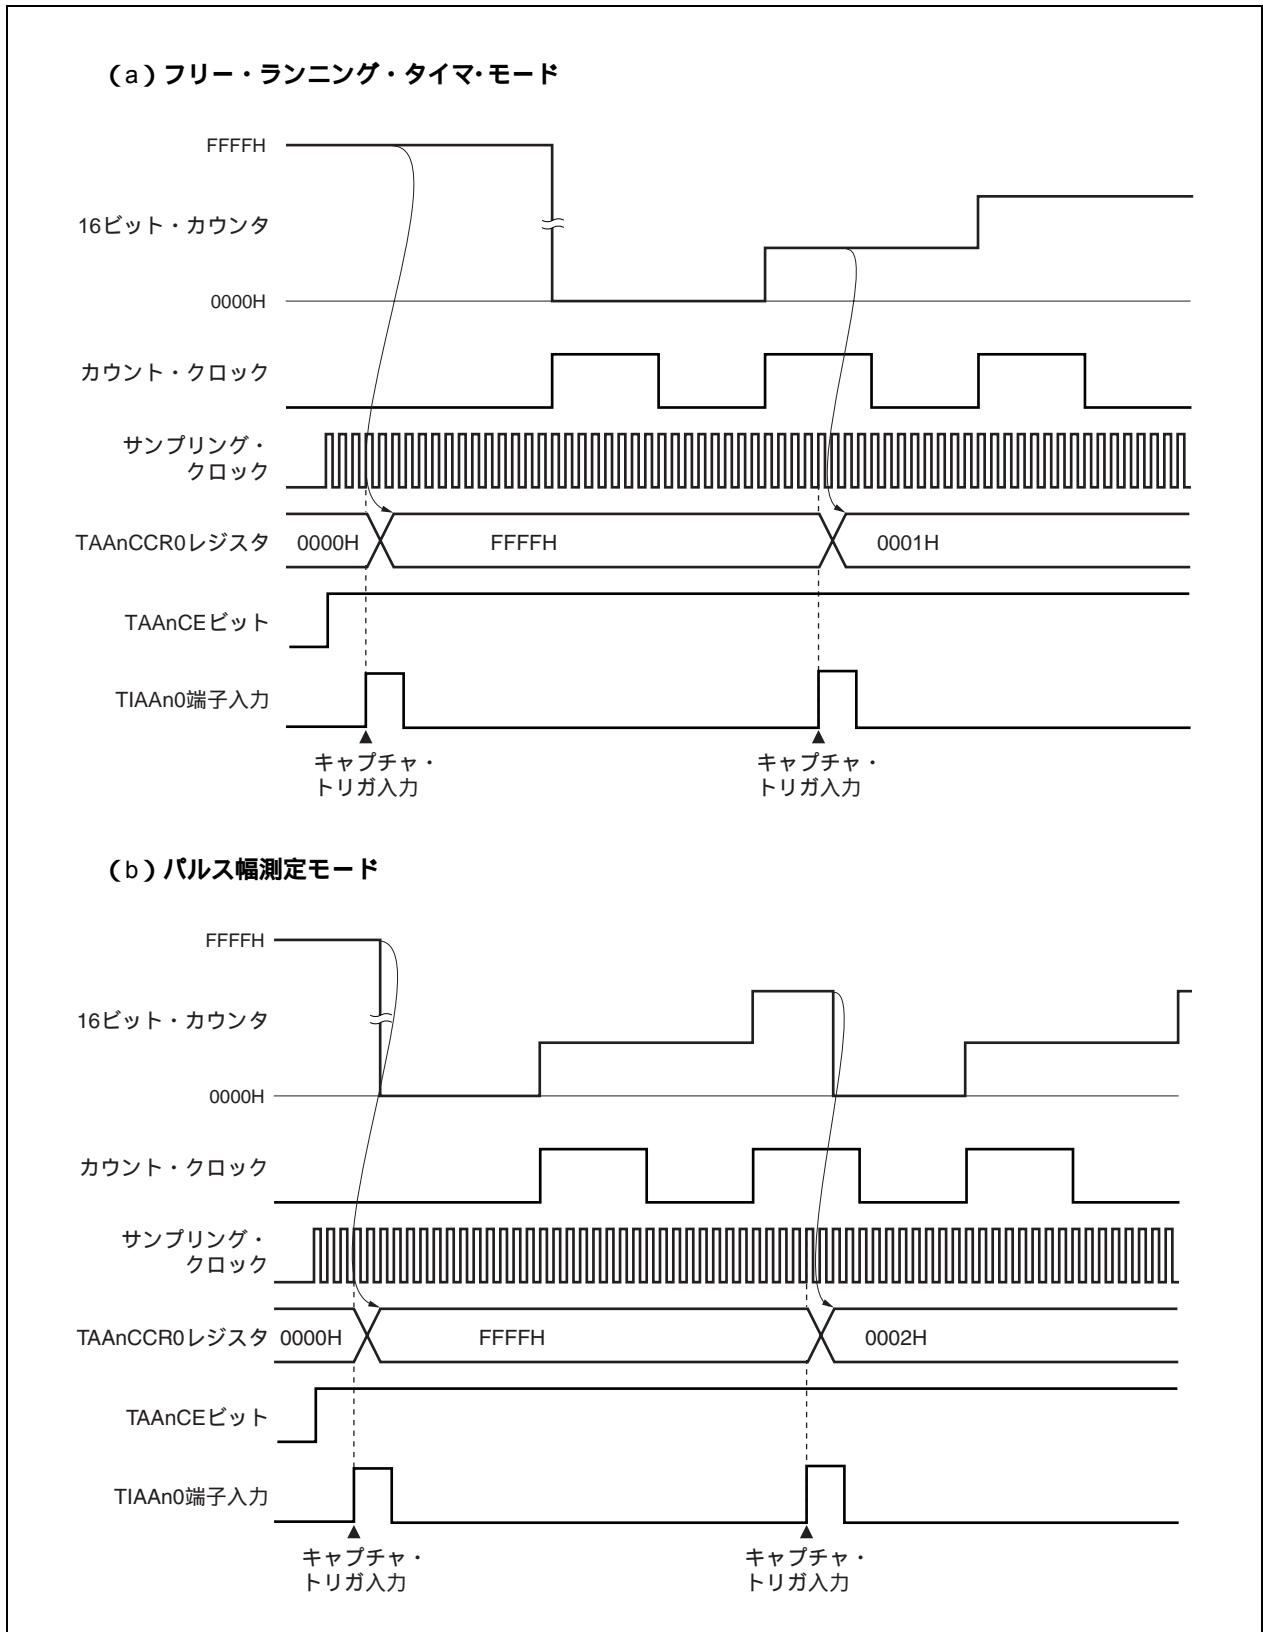 （a）フリー・ランニング・タイマ・モード
FFFFH
16ビット・カウンタ
0000H
カウント・クロック
サンプリング・
クロック
TAAnCCR0レジスタ 0000H FFFFH 0001H
TAAnCEビット
TIAAn0端子入力
キャプチャ・
トリガ入力
キャプチャ・
トリガ入力
（b）パルス幅測定モード
FFFFH
16ビット・カウンタ
0000H
カウント・クロック
サンプリング・
クロック
TAAnCCR0レジスタ 0000H FFFFH 0002H
TAAnCEビット
TIAAn0端子入力
キャプチャ・
トリガ入力
キャプチャ・
トリガ入力